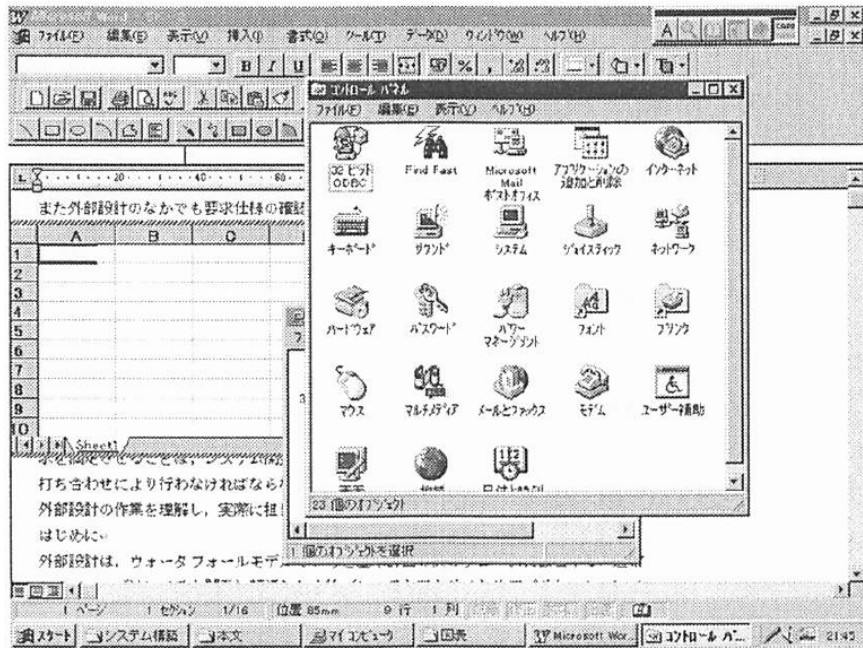 Microsoft Word
ファイル(F) 編集(E) 表示(V) 挿入(I) 書式(O) ツール(T) データ(D) ウィンドウ(W) ヘルプ(H)
A
CAPS
B I U
%
コントロール パネル
ファイル(F) 編集(E) 表示(V) ヘルプ(H)
32 ビット ODBC
Find Fast
Microsoft Mail ポストオフィス
アプリケーションの追加と削除
インターネット
キーボード
サウンド
システム
ジョイスティック
ネットワーク
ハードウェア
パスワード
パワー マネージメント
フォント
プリンタ
マウス
マルチメディア
メールとファックス
モデム
ユーザー補助
画面
地域
日付と時刻
23 個のオブジェクト
20 40 60
また外部設計のなかでも要求仕様の確認
A B C
1
2
3
4
5
6
7
8
9
10
Sheet1
打ち合わせにより行わなければなら
外部設計の作業を理解し，実際に担
はじめに
外部設計は，ウォータフォールモデ
1 個のオブジェクトを選択
1 ページ 1 セクション 1/16 位置 85mm 9 行 1 列
スタート システム構築 本文 マイ コンピュータ 図表 Microsoft Wor... コントロール パ... 21:45